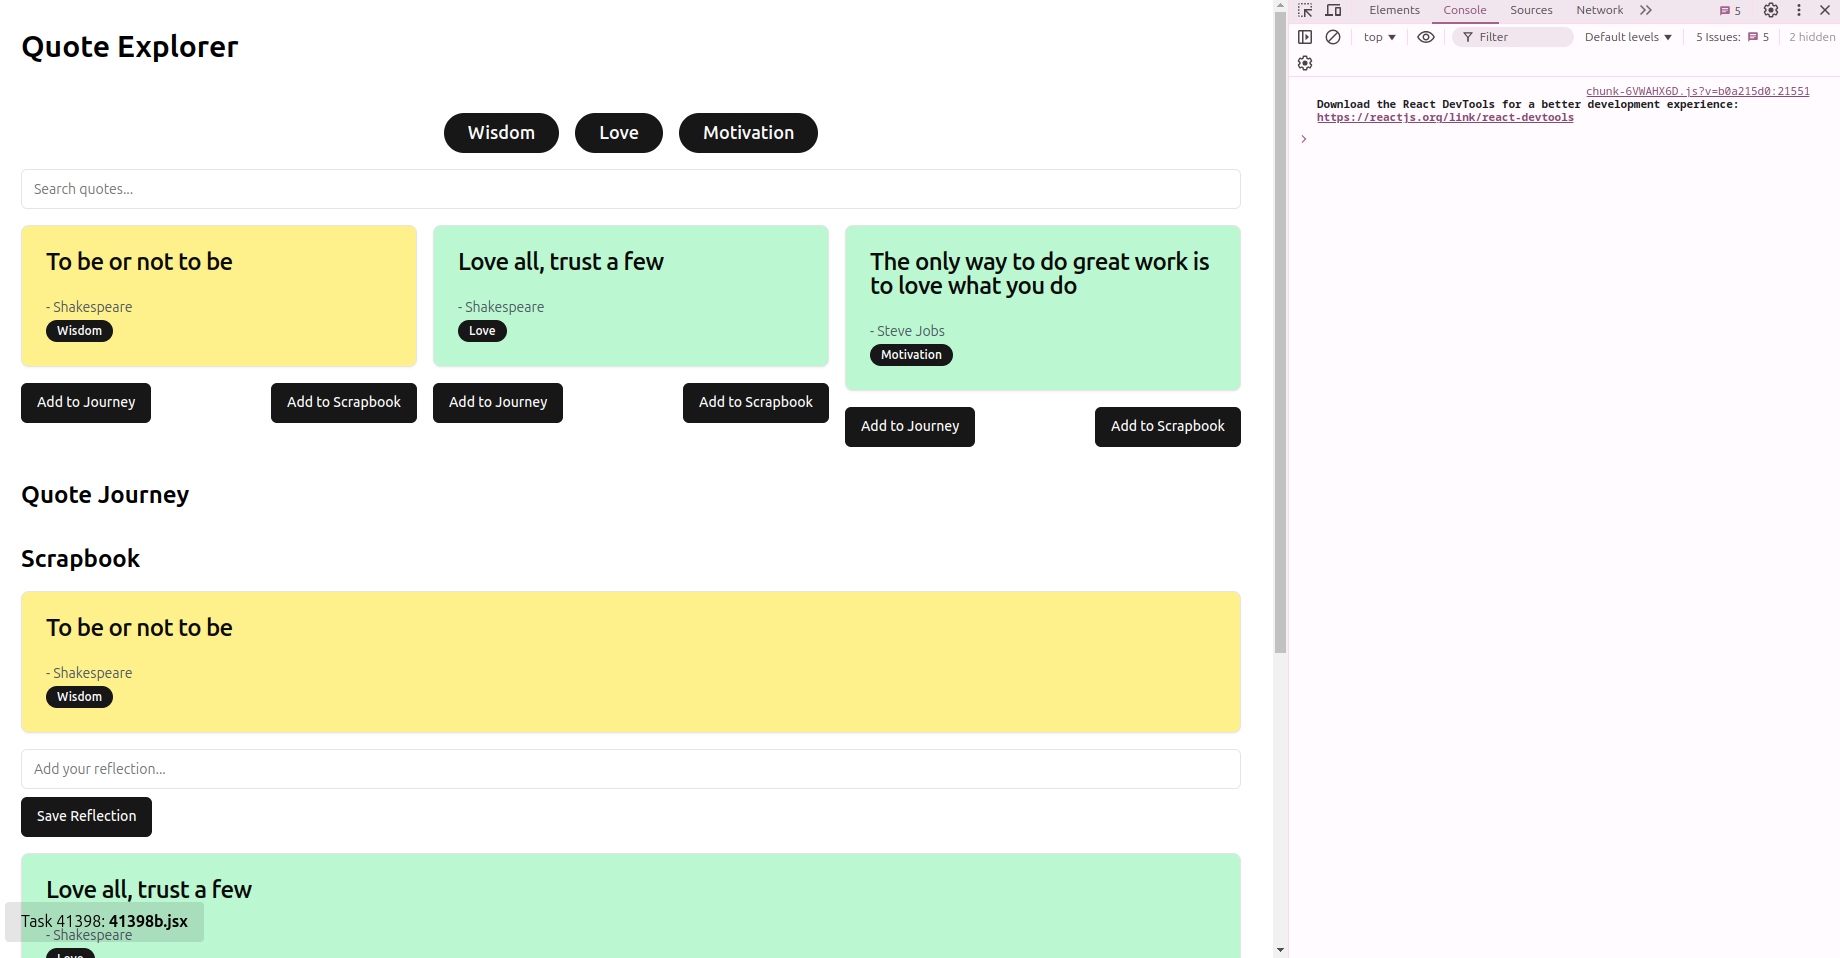 Quote Explorer
Wisdom Love Motivation
Search quotes...
To be or not to be
- Shakespeare
Wisdom
Add to Journey Add to Scrapbook
Love all, trust a few
- Shakespeare
Love
Add to Journey Add to Scrapbook
The only way to do great work is
to love what you do
- Steve Jobs
Motivation
Add to Journey Add to Scrapbook
Quote Journey
Scrapbook
To be or not to be
- Shakespeare
Wisdom
Add your reflection...
Save Reflection
Love all, trust a few
Task 41398: 41398b.jsx
- Shakespeare
Love
Elements Console Sources Network 5
top Filter Default levels 5 Issues: 5 2 hidden
chunk-6VWAHX6D.js?v=b0a215d0:21551
Download the React DevTools for a better development experience:
https://reactjs.org/link/react-devtools